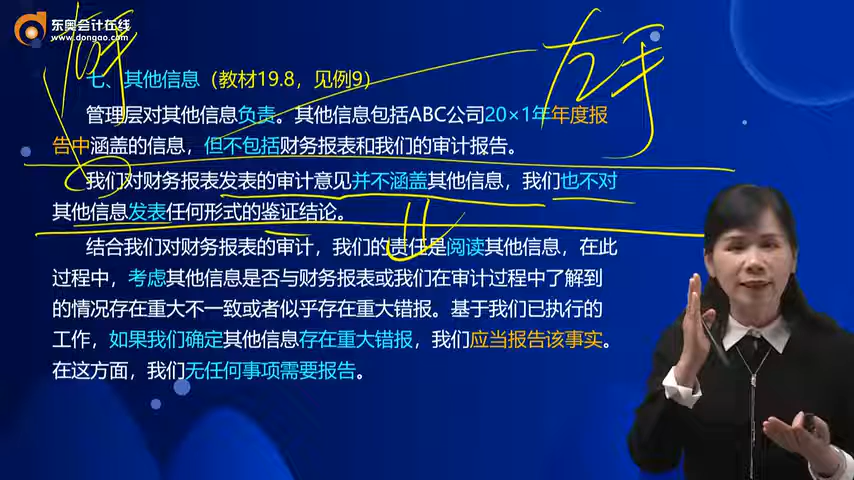 东奥会计在线
www.dongao.com
右手
左手
七、其他信息（教材19.8，见例9）
管理层对其他信息负责。其他信息包括ABC公司20×1年年度报
告中涵盖的信息，但不包括财务报表和我们的审计报告。
我们对财务报表发表的审计意见并不涵盖其他信息，我们也不对
其他信息发表任何形式的鉴证结论。
结合我们对财务报表的审计，我们的责任是阅读其他信息，在此
过程中，考虑其他信息是否与财务报表或我们在审计过程中了解到
的情况存在重大不一致或者似乎存在重大错报。基于我们已执行的
工作，如果我们确定其他信息存在重大错报，我们应当报告该事实。
在这方面，我们无任何事项需要报告。